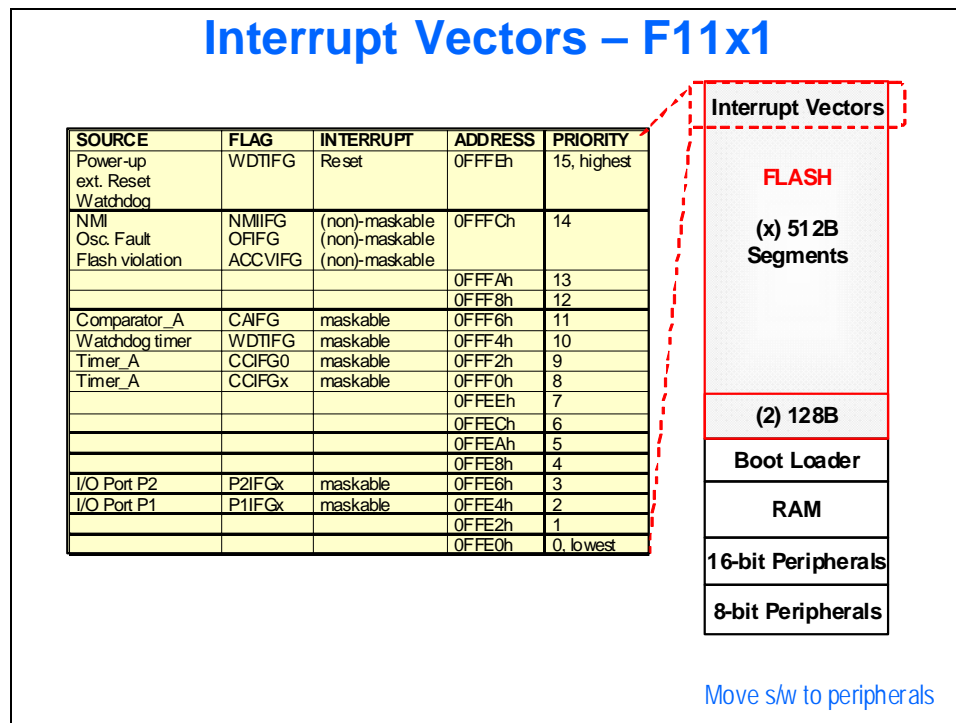 Interrupt Vectors – F11x1
SOURCE FLAG INTERRUPT ADDRESS PRIORITY
Power-up WDTIFG Reset 0FFFEh 15, highest
ext. Reset
Watchdog
NMI NMIIFG (non)-maskable 0FFFCh 14
Osc. Fault OFIFG (non)-maskable
Flash violation ACCVIFG (non)-maskable
0FFFAh 13
0FFF8h 12
Comparator_A CAIFG maskable 0FFF6h 11
Watchdog timer WDTIFG maskable 0FFF4h 10
Timer_A CCIFG0 maskable 0FFF2h 9
Timer_A CCIFGx maskable 0FFF0h 8
0FFEEh 7
0FFECh 6
0FFEAh 5
0FFE8h 4
I/O Port P2 P2IFGx maskable 0FFE6h 3
I/O Port P1 P1IFGx maskable 0FFE4h 2
0FFE2h 1
0FFE0h 0, lowest
Interrupt Vectors
FLASH
(x) 512B
Segments
(2) 128B
Boot Loader
RAM
16-bit Peripherals
8-bit Peripherals
Move s/w to peripherals